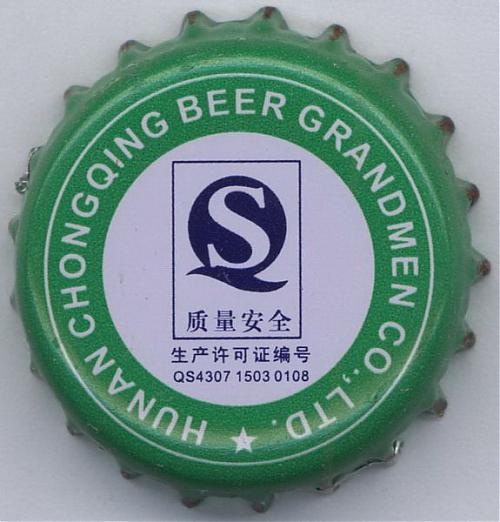 HUNAN CHONGQING BEER GRANDMEN CO.,LTD.
QS
质量安全
生产许可证编号
QS4307 1503 0108